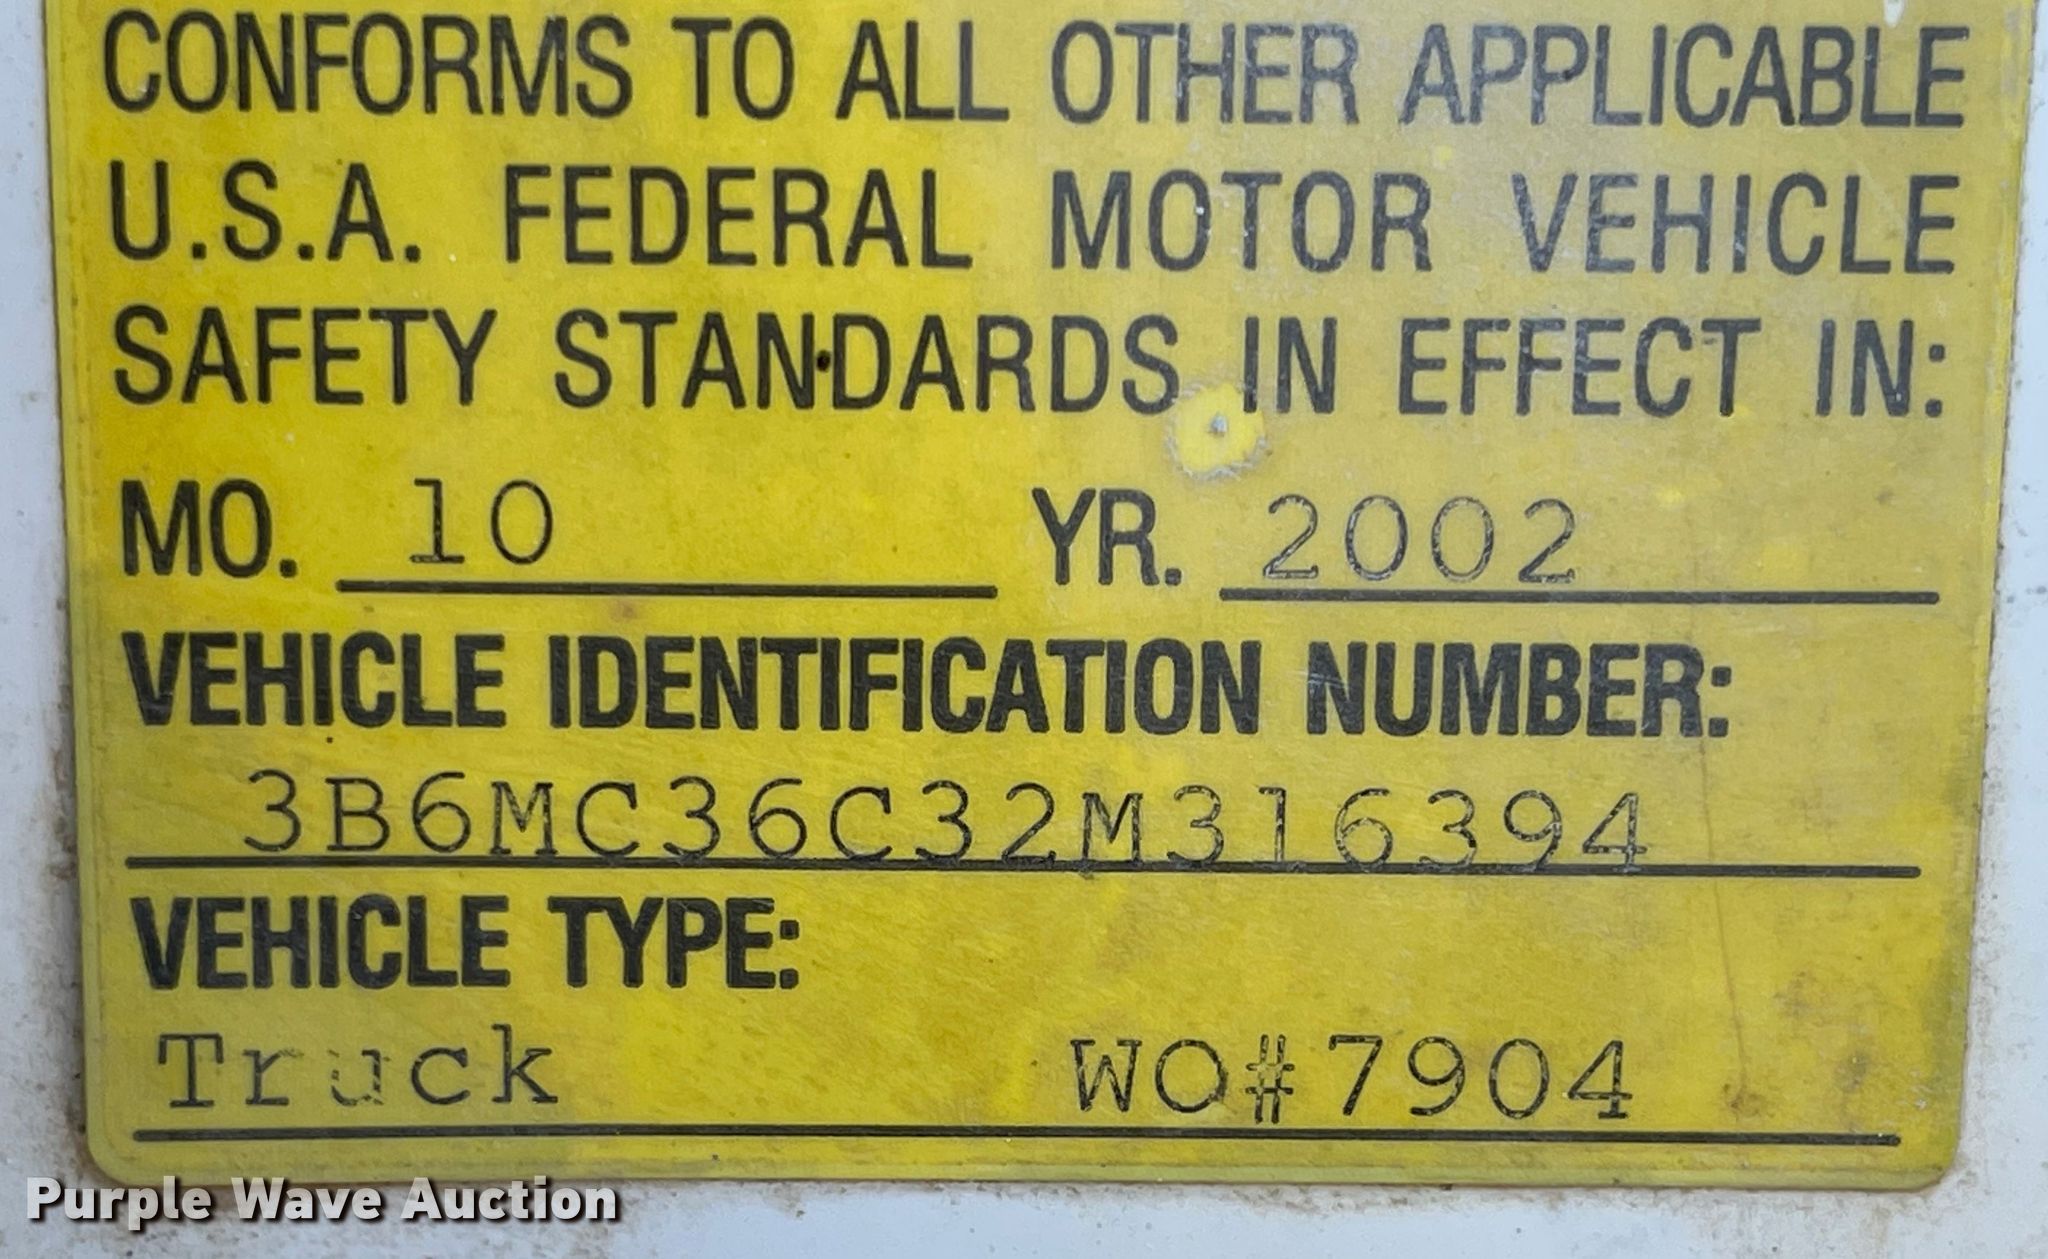 CONFORMS TO ALL OTHER APPLICABLE
U.S.A. FEDERAL MOTOR VEHICLE
SAFETY STANDARDS IN EFFECT IN:
MO. 10 YR. 2002
VEHICLE IDENTIFICATION NUMBER:
3B6MC36C32M316394
VEHICLE TYPE:
Truck WO#7904
Purple Wave Auction